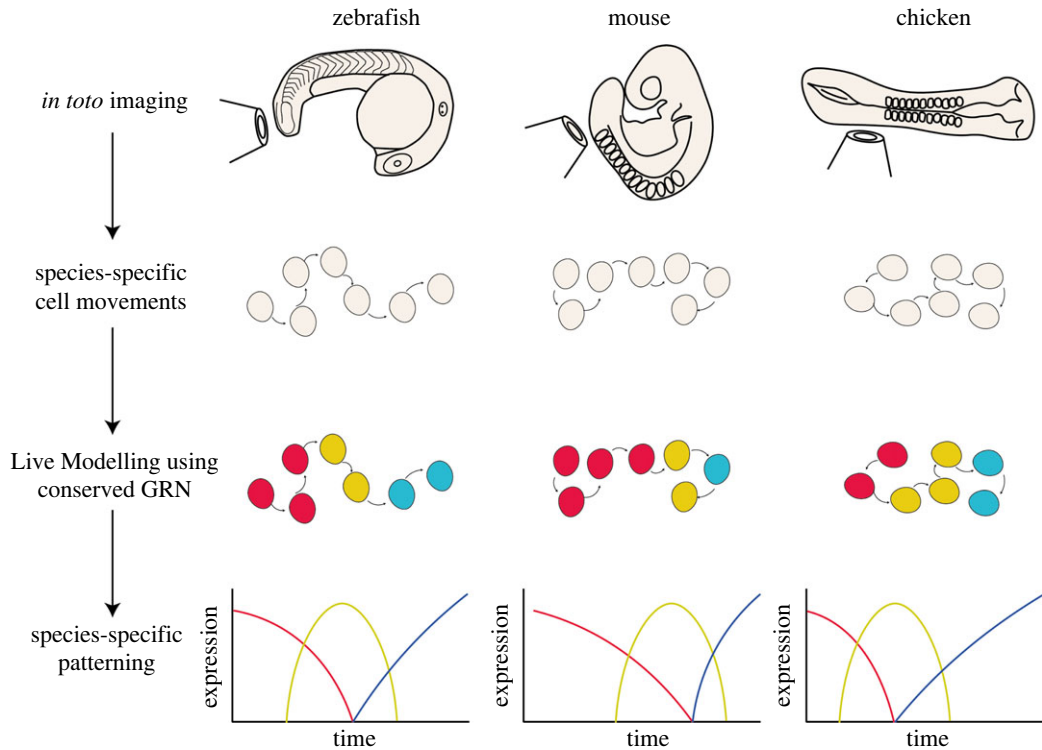 zebrafish
mouse
chicken
in toto imaging
species-specific
cell movements
Live Modelling using
conserved GRN
species-specific
patterning
expression
time
expression
time
expression
time